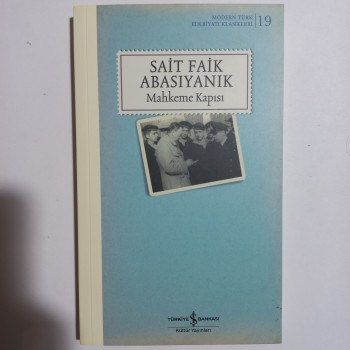 MODERN TÜRK
EDEBİYATI KLASİKLERİ
19
SAİT FAİK
ABASIYANIK
Mahkeme Kapısı
TÜRKİYE İŞ BANKASI
Kültür Yayınları